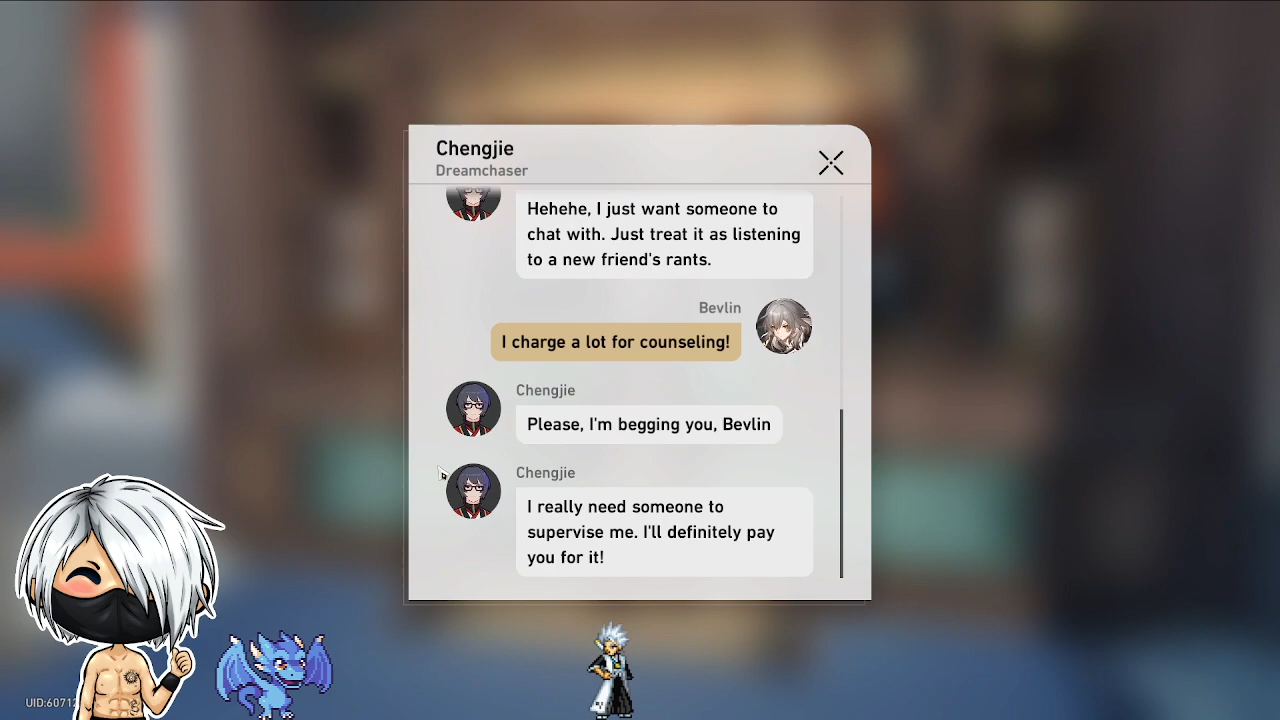 Chengjie
Dreamchaser
Hehehe, I just want someone to
chat with. Just treat it as listening
to a new friend's rants.
Bevlin
I charge a lot for counseling!
Chengjie
Please, I'm begging you, Bevlin
Chengjie
I really need someone to
supervise me. I'll definitely pay
you for it!
UID:60712